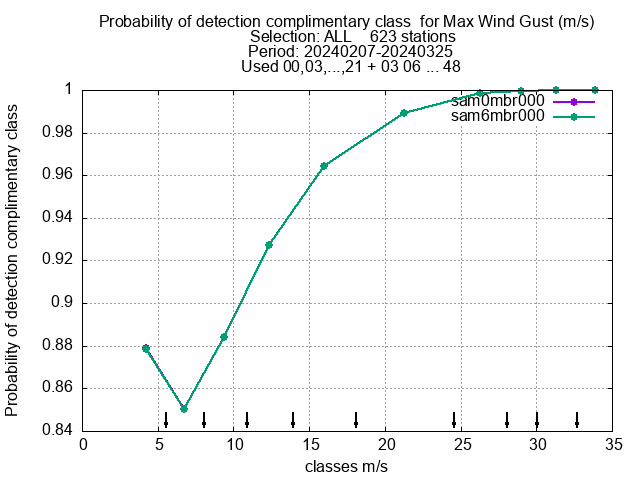 Probability of detection complimentary class  for Max Wind Gust (m/s)
Selection: ALL    623 stations
Period: 20240207-20240325
Used 00,03,...,21 + 03 06 ... 48
Probability of detection complimentary class
1
0.98
0.96
0.94
0.92
0.9
0.88
0.86
0.84
sam0mbr000
sam6mbr000
0 5 10 15 20 25 30 35
classes m/s